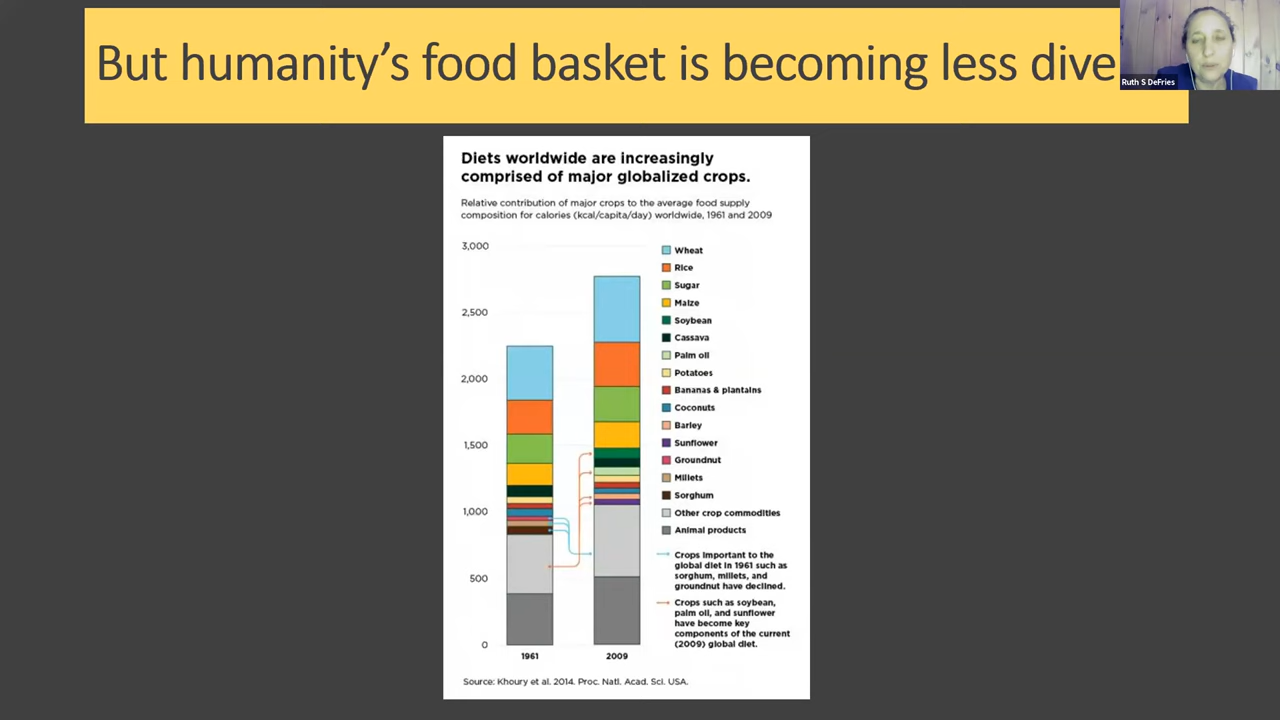 But humanity's food basket is becoming less dive
Ruth S DeFries
Diets worldwide are increasingly
comprised of major globalized crops.
Relative contribution of major crops to the average food supply
composition for calories (kcal/capita/day) worldwide, 1961 and 2009
3,000
2,500
2,000
1,500
1,000
500
0
1961
2009
Wheat
Rice
Sugar
Maize
Soybean
Cassava
Palm oil
Potatoes
Bananas & plantains
Coconuts
Barley
Sunflower
Groundnut
Millets
Sorghum
Other crop commodities
Animal products
Crops important to the
global diet in 1961 such as
sorghum, millets, and
groundnut have declined.
Crops such as soybean,
palm oil, and sunflower
have become key
components of the current
(2009) global diet.
Source: Khoury et al. 2014. Proc. Natl. Acad. Sci. USA.